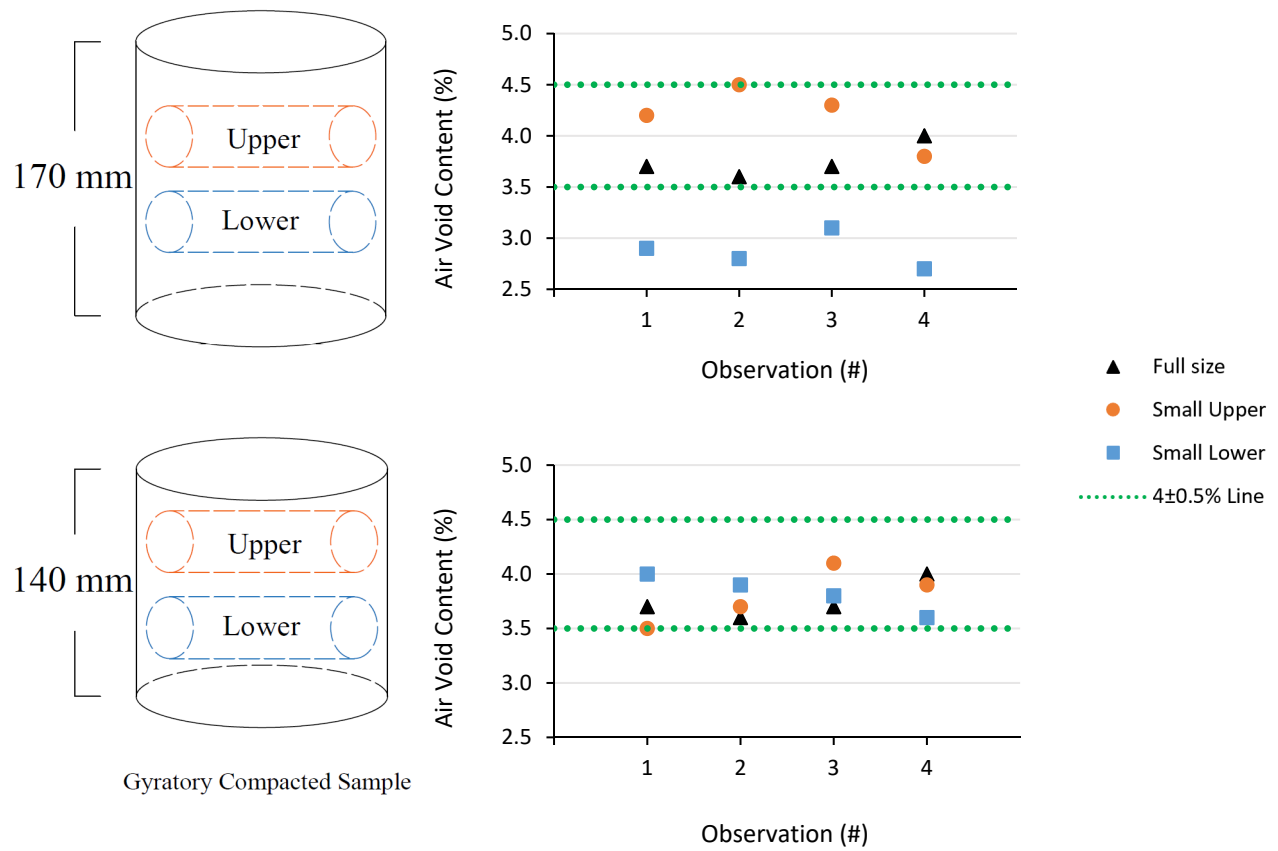 170 mm
Upper
Lower
Air Void Content (%)
5.0
4.5
4.0
3.5
3.0
2.5
1 2 3 4
Observation (#)
Full size
Small Upper
Small Lower
4±0.5% Line
140 mm
Upper
Lower
Gyratory Compacted Sample
Air Void Content (%)
5.0
4.5
4.0
3.5
3.0
2.5
1 2 3 4
Observation (#)